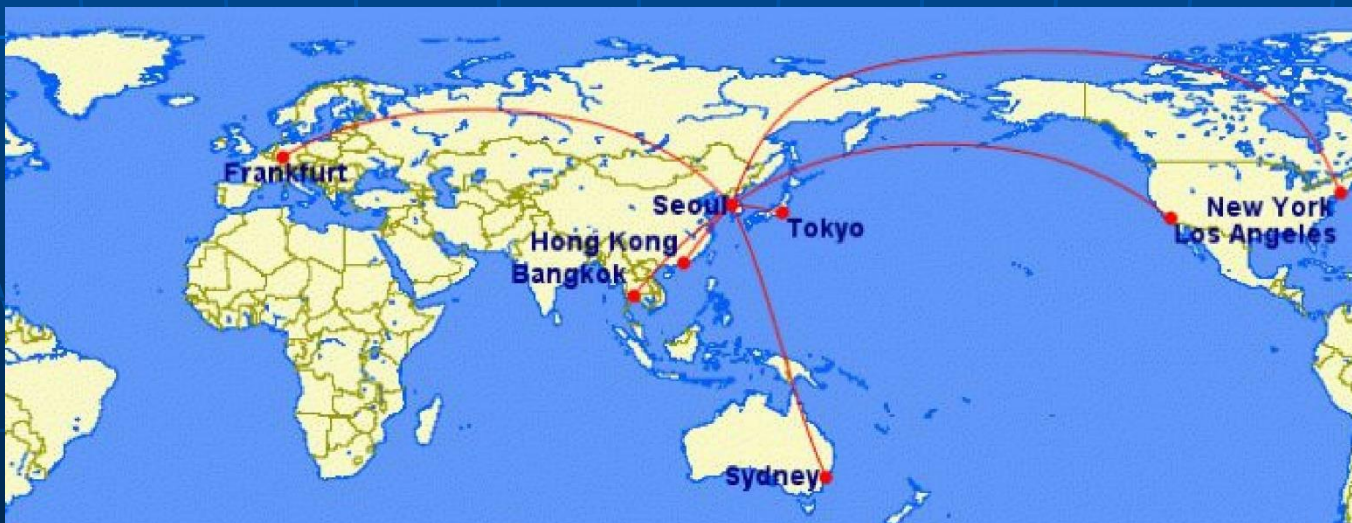 Frankfurt
Seoul
Tokyo
New York
Los Angeles
Hong Kong
Bangkok
Sydney